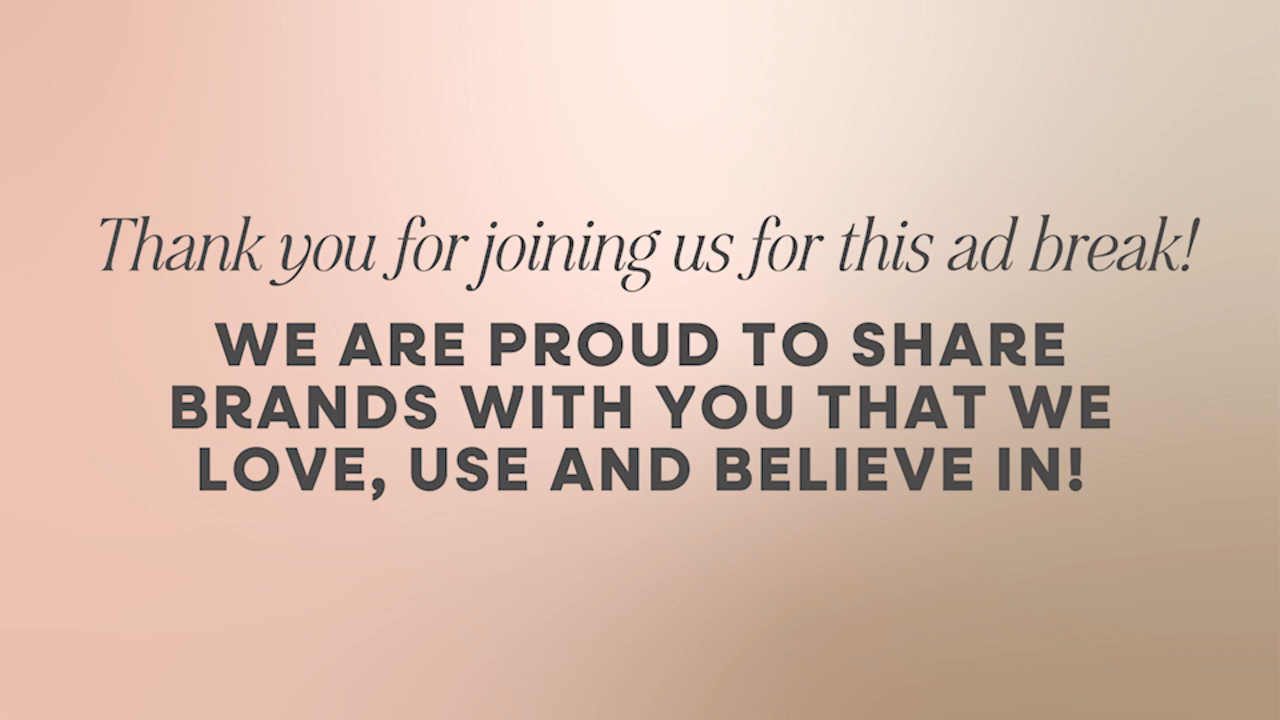 Thank you for joining us for this ad break!
WE ARE PROUD TO SHARE
BRANDS WITH YOU THAT WE
LOVE, USE AND BELIEVE IN!